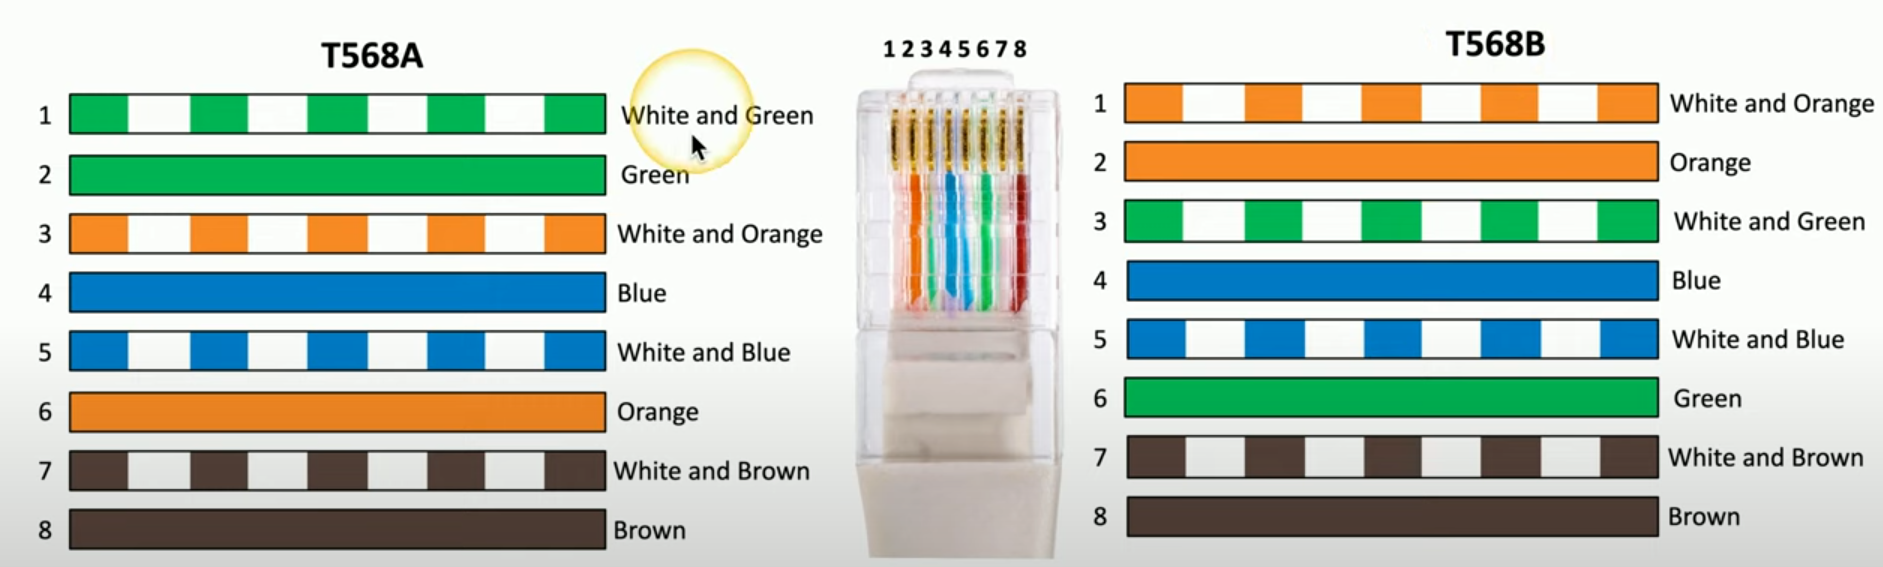 T568A
1 White and Green
2 Green
3 White and Orange
4 Blue
5 White and Blue
6 Orange
7 White and Brown
8 Brown
1 2 3 4 5 6 7 8
T568B
1 White and Orange
2 Orange
3 White and Green
4 Blue
5 White and Blue
6 Green
7 White and Brown
8 Brown